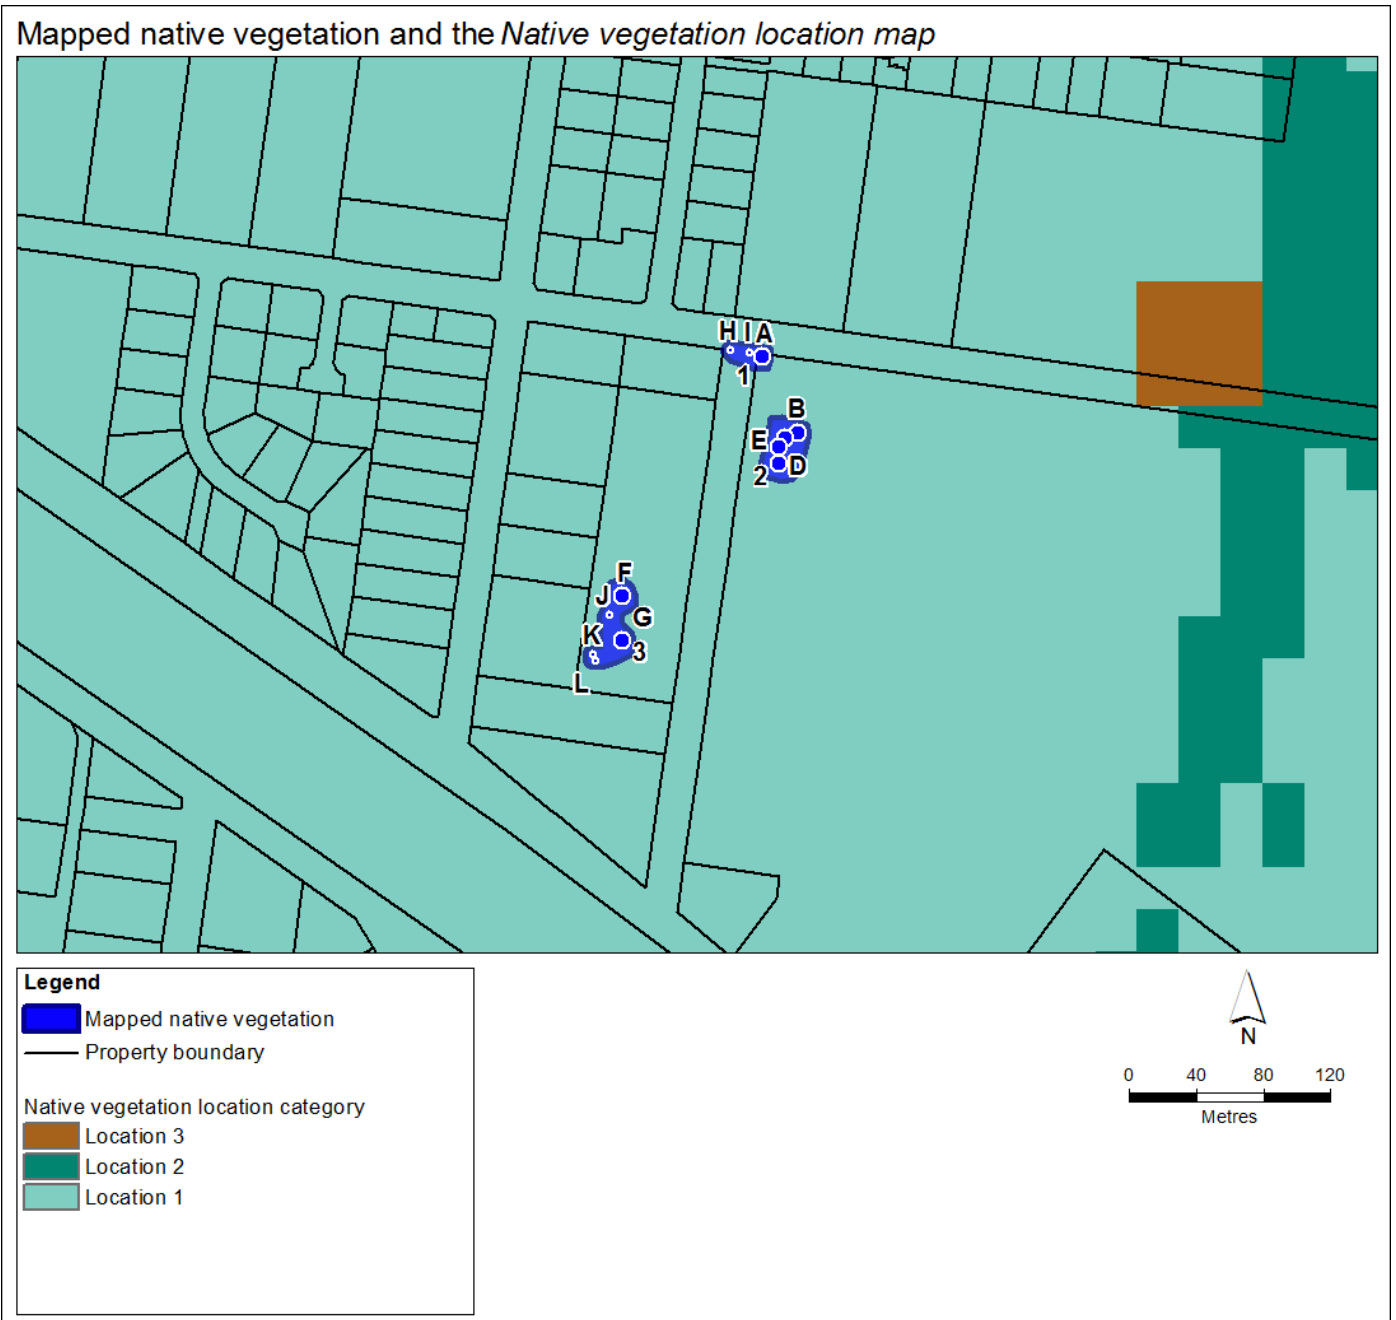 Mapped native vegetation and the Native vegetation location map
H I A
1
B
E
D
2
F
J
G
K
3
L
Legend
Mapped native vegetation
Property boundary
Native vegetation location category
Location 3
Location 2
Location 1
N
0 40 80 120
Metres